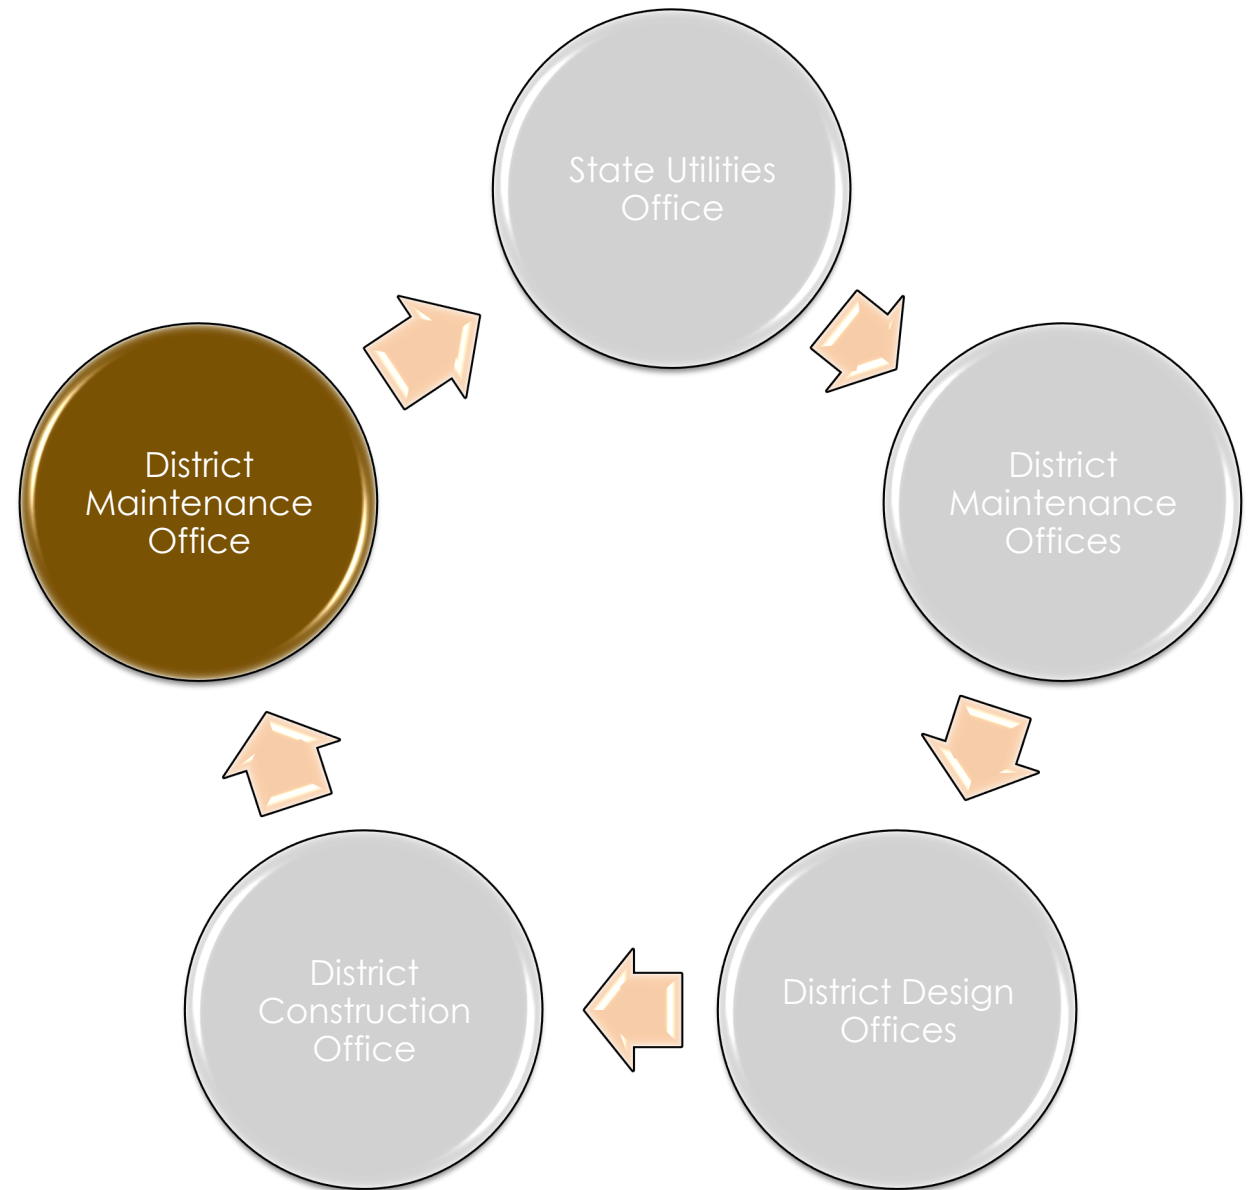 State Utilities
Office
District
Maintenance
Office
District
Maintenance
Offices
District
Construction
Office
District Design
Offices